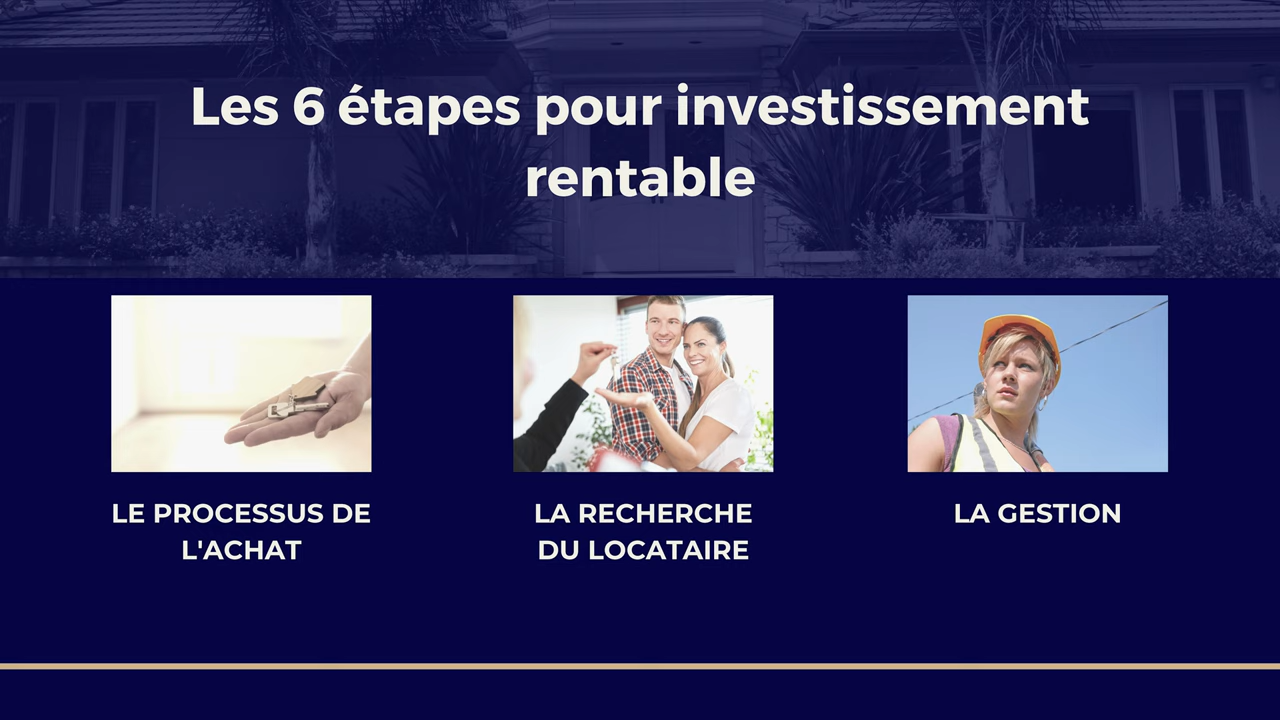 Les 6 étapes pour investissement
rentable
LE PROCESSUS DE
L'ACHAT
LA RECHERCHE
DU LOCATAIRE
LA GESTION